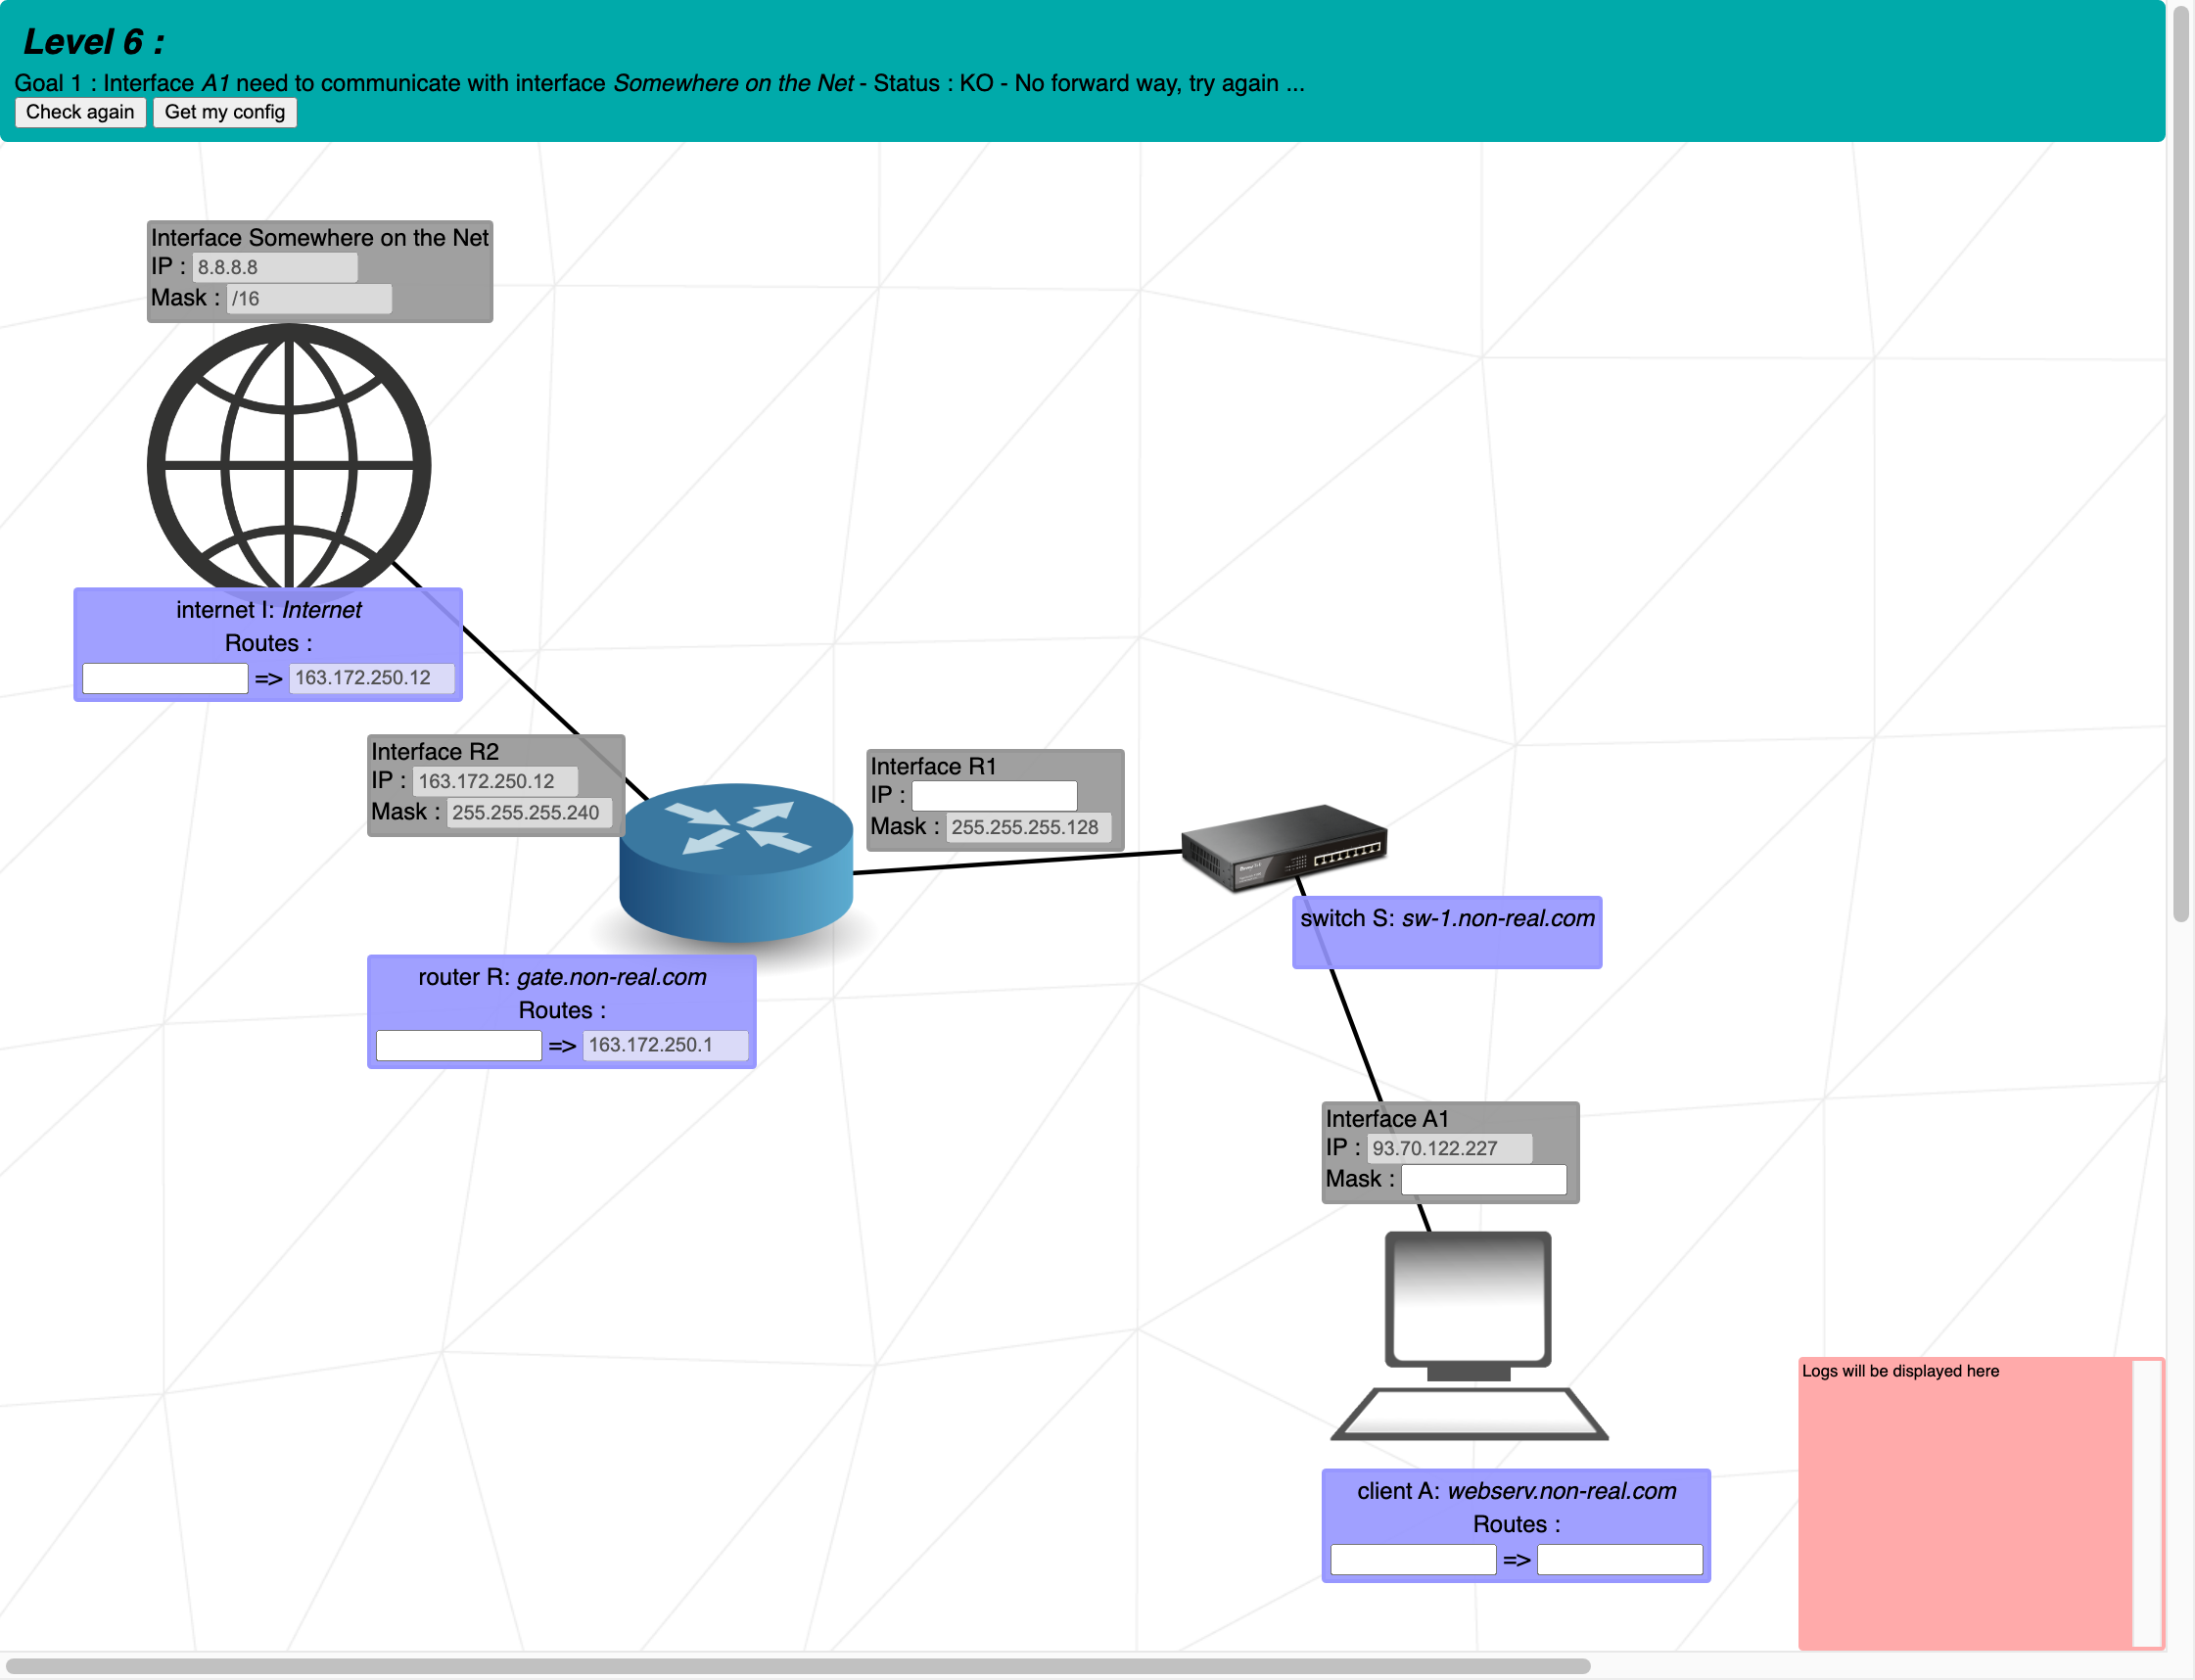 Level 6 :
Goal 1 : Interface A1 need to communicate with interface Somewhere on the Net - Status : KO - No forward way, try again ...
Check again Get my config
Interface Somewhere on the Net
IP : 8.8.8.8
Mask : /16
internet I: Internet
Routes :
=> 163.172.250.12
Interface R2
IP : 163.172.250.12
Mask : 255.255.255.240
Interface R1
IP :
Mask : 255.255.255.128
switch S: sw-1.non-real.com
router R: gate.non-real.com
Routes :
=> 163.172.250.1
Interface A1
IP : 93.70.122.227
Mask :
Logs will be displayed here
client A: webserv.non-real.com
Routes :
=>